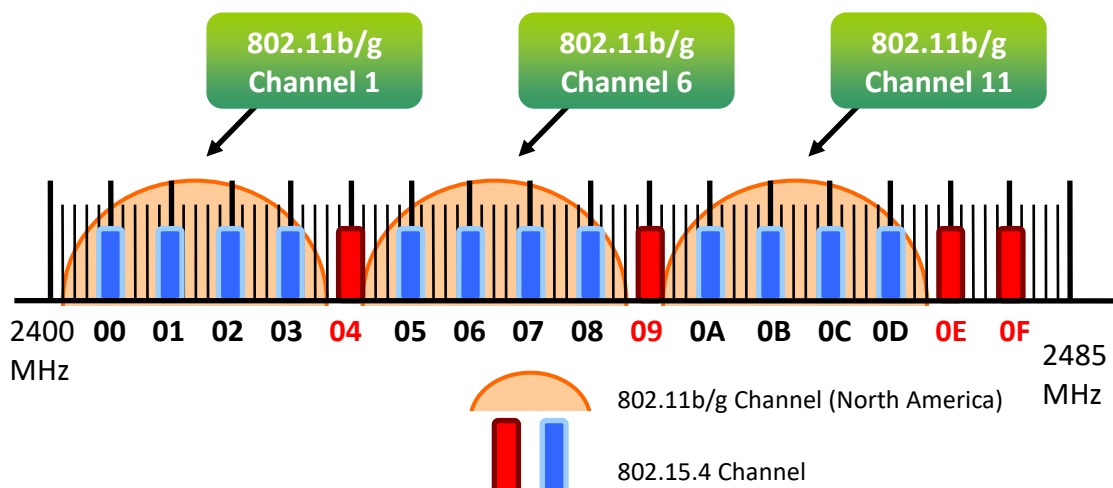 802.11b/g
Channel 1
802.11b/g
Channel 6
802.11b/g
Channel 11
2400
MHz
00 01 02 03 04 05 06 07 08 09 0A 0B 0C 0D 0E 0F
2485
MHz
802.11b/g Channel (North America)
802.15.4 Channel